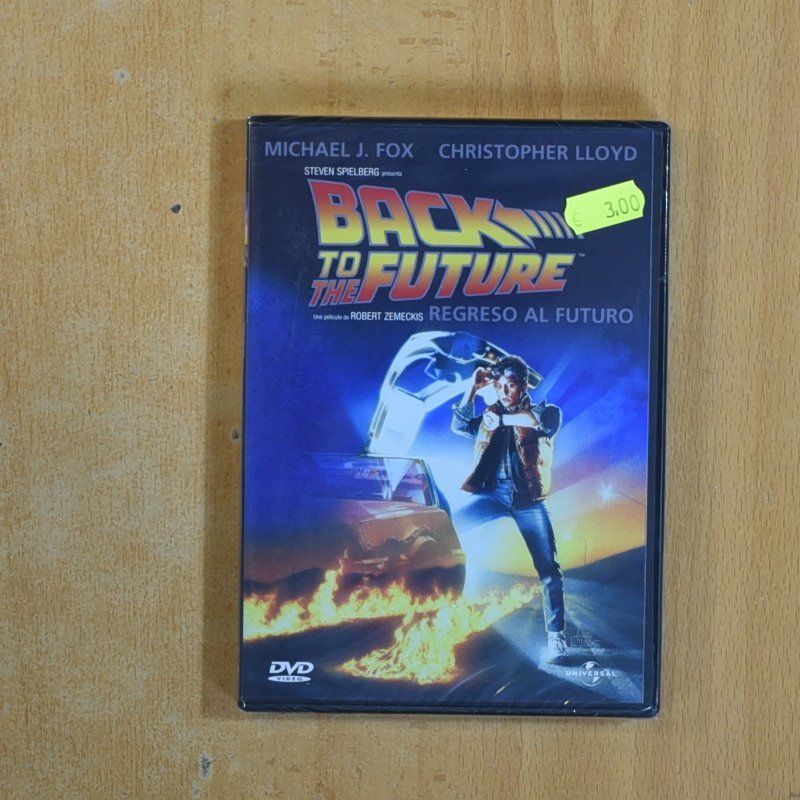 MICHAEL J. FOX CHRISTOPHER LLOYD
STEVEN SPIELBERG presenta
BACK
TO THE FUTURE™
Una película de ROBERT ZEMECKIS REGRESO AL FUTURO
€ 3.00
DVD
VIDEO
UNIVERSAL